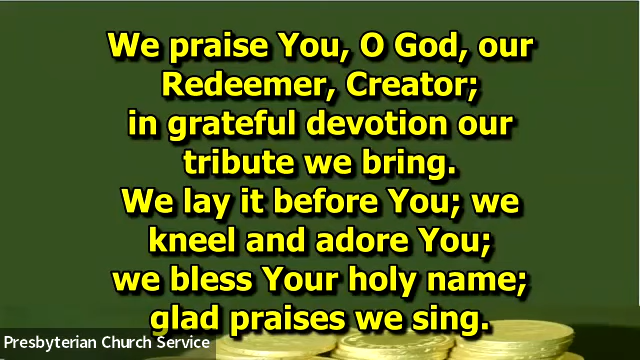 We praise You, O God, our
Redeemer, Creator;
in grateful devotion our
tribute we bring.
We lay it before You; we
kneel and adore You;
we bless Your holy name;
glad praises we sing.
Presbyterian Church Service